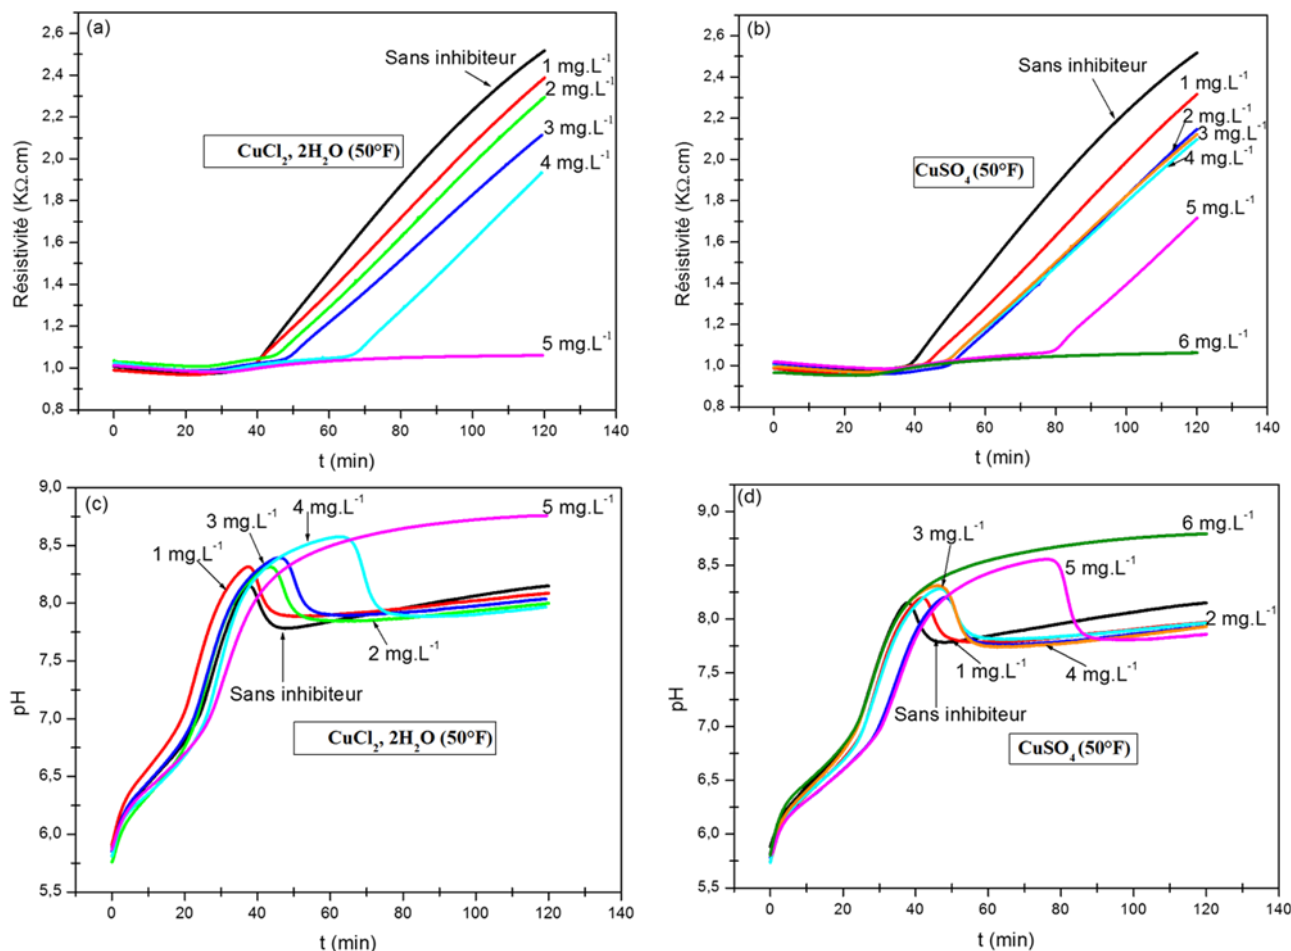 (a)
2,6
2,4
2,2
2,0
1,8
1,6
1,4
1,2
1,0
0,8
Résistivité (KΩ.cm)
Sans inhibiteur
1 mg.L⁻¹
2 mg.L⁻¹
3 mg.L⁻¹
4 mg.L⁻¹
5 mg.L⁻¹
CuCl₂, 2H₂O (50°F)
0 20 40 60 80 100 120 140
t (min)
(b)
2,6
2,4
2,2
2,0
1,8
1,6
1,4
1,2
1,0
0,8
Résistivité (KΩ.cm)
Sans inhibiteur
1 mg.L⁻¹
2 mg.L⁻¹
3 mg.L⁻¹
4 mg.L⁻¹
5 mg.L⁻¹
6 mg.L⁻¹
CuSO₄ (50°F)
0 20 40 60 80 100 120 140
t (min)
(c)
9,0
8,5
8,0
7,5
7,0
6,5
6,0
5,5
pH
4 mg.L⁻¹
5 mg.L⁻¹
3 mg.L⁻¹
1 mg.L⁻¹
2 mg.L⁻¹
Sans inhibiteur
CuCl₂, 2H₂O (50°F)
0 20 40 60 80 100 120 140
t (min)
(d)
9,0
8,5
8,0
7,5
7,0
6,5
6,0
5,5
pH
6 mg.L⁻¹
3 mg.L⁻¹
5 mg.L⁻¹
2 mg.L⁻¹
1 mg.L⁻¹
4 mg.L⁻¹
Sans inhibiteur
CuSO₄ (50°F)
0 20 40 60 80 100 120 140
t (min)